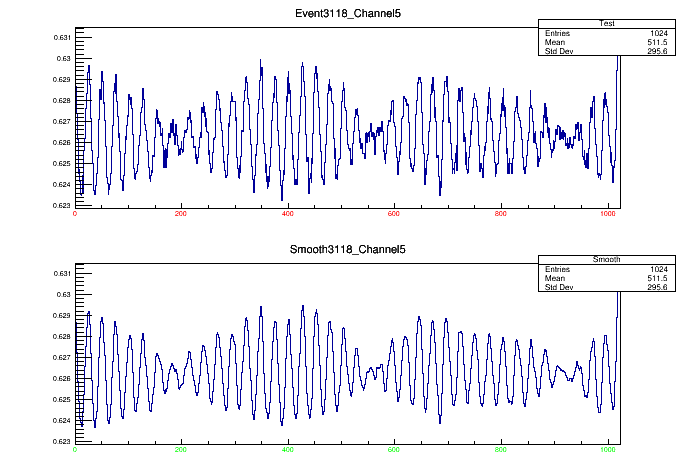 Event3118_Channel5
Test
Entries 1024
Mean 511.5
Std Dev 295.6
0.631
0.63
0.629
0.628
0.627
0.626
0.625
0.624
0.623
0 200 400 600 800 1000
Smooth3118_Channel5
Smooth
Entries 1024
Mean 511.5
Std Dev 295.6
0.631
0.63
0.629
0.628
0.627
0.626
0.625
0.624
0.623
0 200 400 600 800 1000